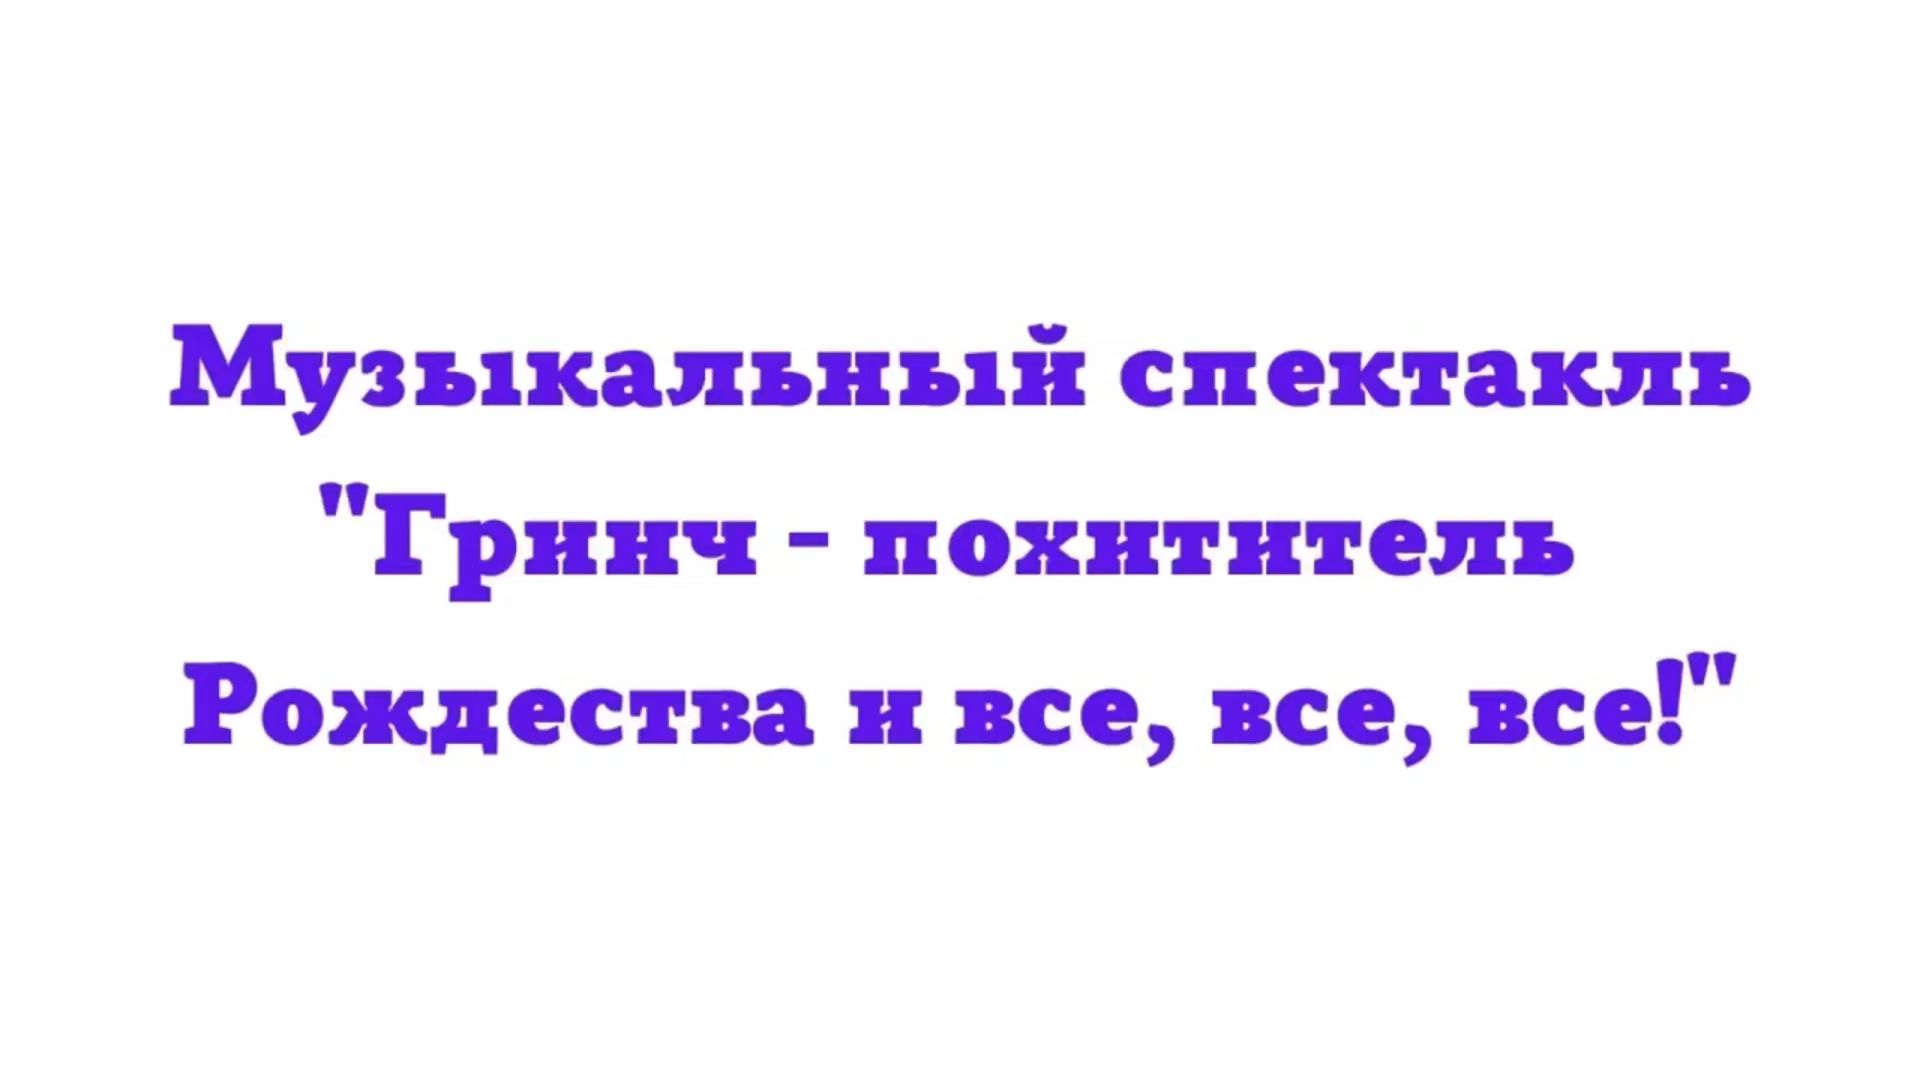 Музыкальный спектакль
"Гринч - похититель
Рождества и все, все, все!"